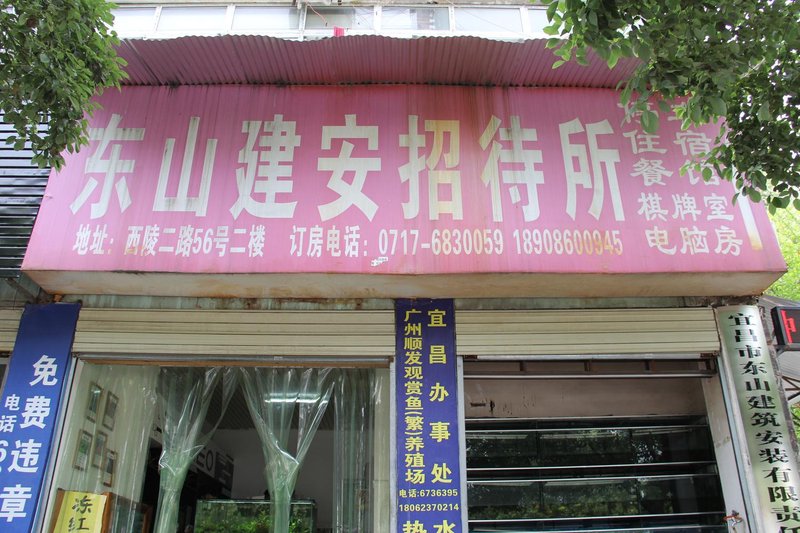 东山建安招待所
住宿
餐饮
棋牌室
电脑房
地址：西陵二路56号二楼 订房电话：0717-6830059 18908600945
免费违章
电话
宜昌办事处
广州顺发观赏鱼(繁)养殖场
电话:6736395
18062370214
热水
宜昌市东山建筑安装有限责任
冻红